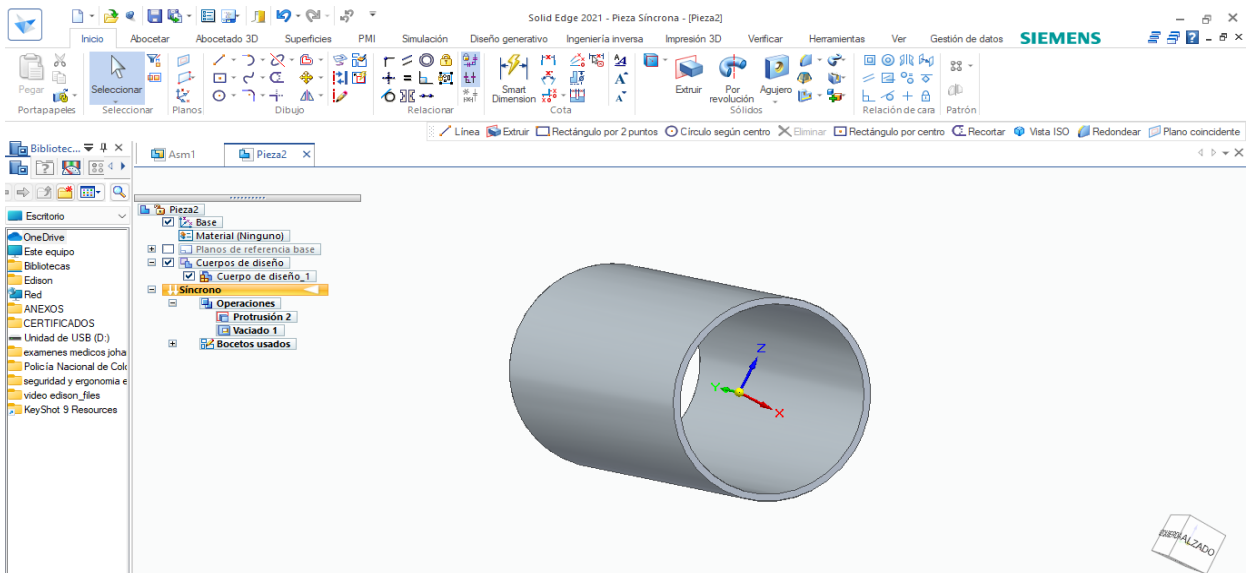 Solid Edge 2021 - Pieza Síncrona - [Pieza2]
Inicio Abocetar Abocetado 3D Superficies PMI Simulación Diseño generativo Ingeniería inversa Impresión 3D Verificar Herramientas Ver Gestión de datos SIEMENS
Pegar Seleccionar Smart Dimension Extruir Por revolución Agujero
Portapapeles Seleccionar Planos Dibujo Relacionar Cota Sólidos Relación de cara Patrón
Línea Extruir Rectángulo por 2 puntos Círculo según centro Eliminar Rectángulo por centro Recortar Vista ISO Redondear Plano coincidente
Bibliotec... Asm1 Pieza2
Escritorio
OneDrive
Este equipo
Bibliotecas
Edison
Red
ANEXOS
CERTIFICADOS
Unidad de USB (D:)
examenes medicos joha
Policía Nacional de Colo
seguridad y ergonomia e
video edison_files
KeyShot 9 Resources
Pieza2
Base
Material (Ninguno)
Planos de referencia base
Cuerpos de diseño
Cuerpo de diseño_1
Síncrono
Operaciones
Protrusión 2
Vaciado 1
Bocetos usados
Z
Y
X
ALZADO